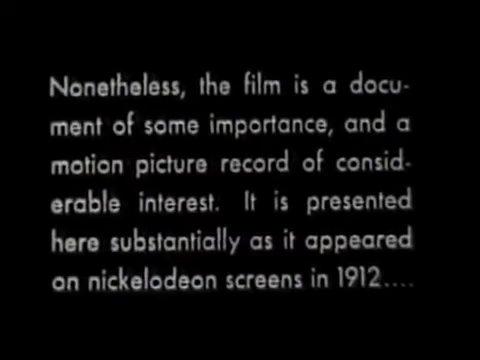 Nonetheless, the film is a docu-
ment of some importance, and a
motion picture record of consid-
erable interest. It is presented
here substantially as it appeared
on nickelodeon screens in 1912....